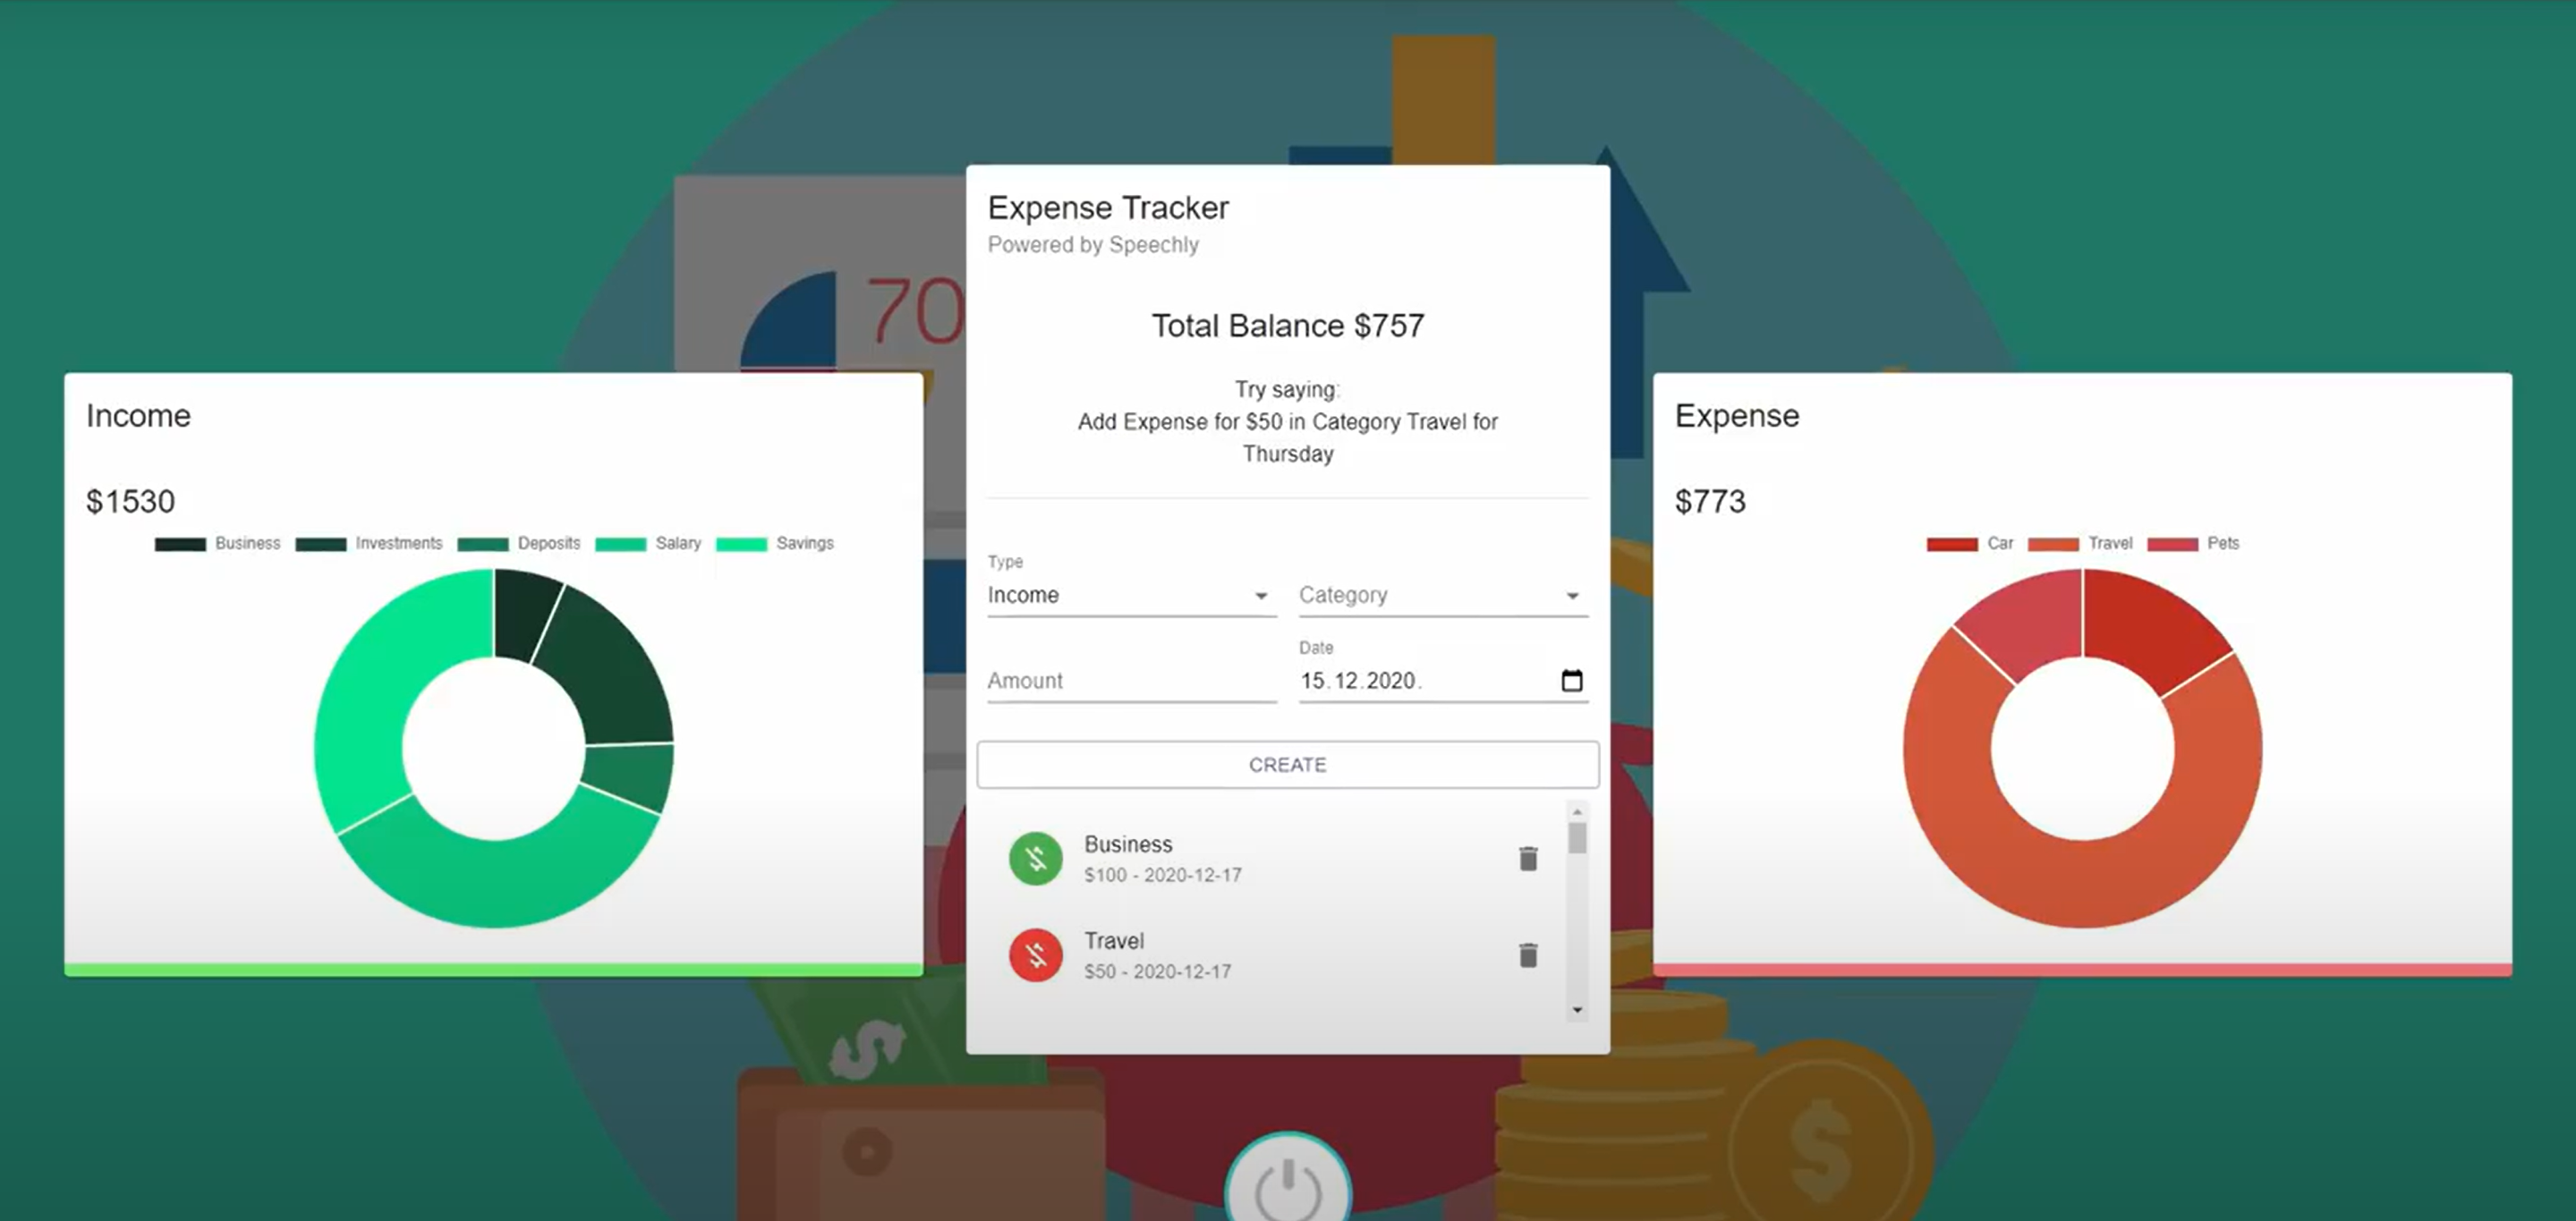 70
Expense Tracker
Powered by Speechly
Total Balance $757
Try saying:
Add Expense for $50 in Category Travel for
Thursday
Income
$1530
Business Investments Deposits Salary Savings
Type
Income
Category
Amount
Date
15.12.2020.
CREATE
Business
$100 - 2020-12-17
Travel
$50 - 2020-12-17
Expense
$773
Car Travel Pets
$
$